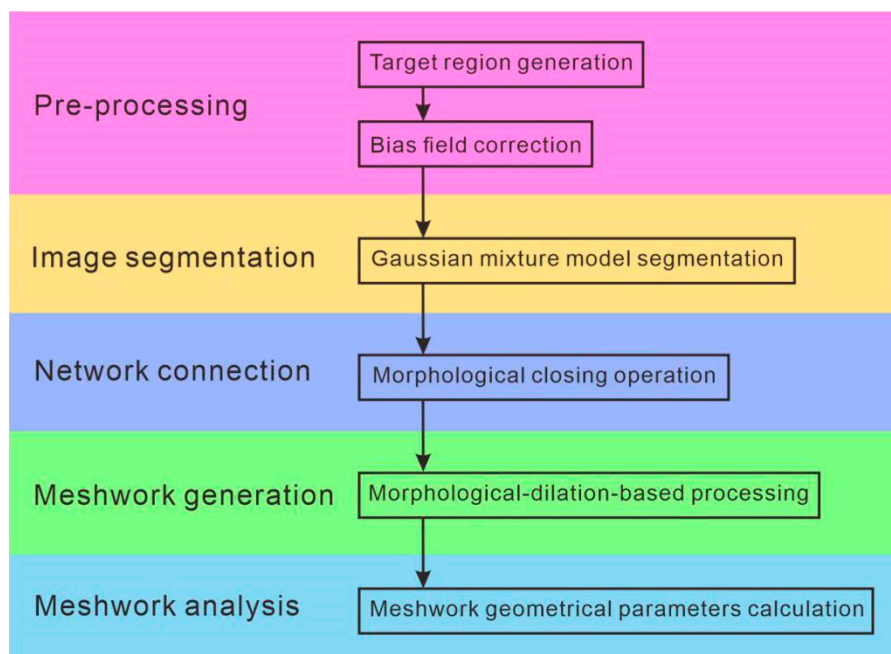 Target region generation
Pre-processing
Bias field correction
Image segmentation
Gaussian mixture model segmentation
Network connection
Morphological closing operation
Meshwork generation
Morphological-dilation-based processing
Meshwork analysis
Meshwork geometrical parameters calculation